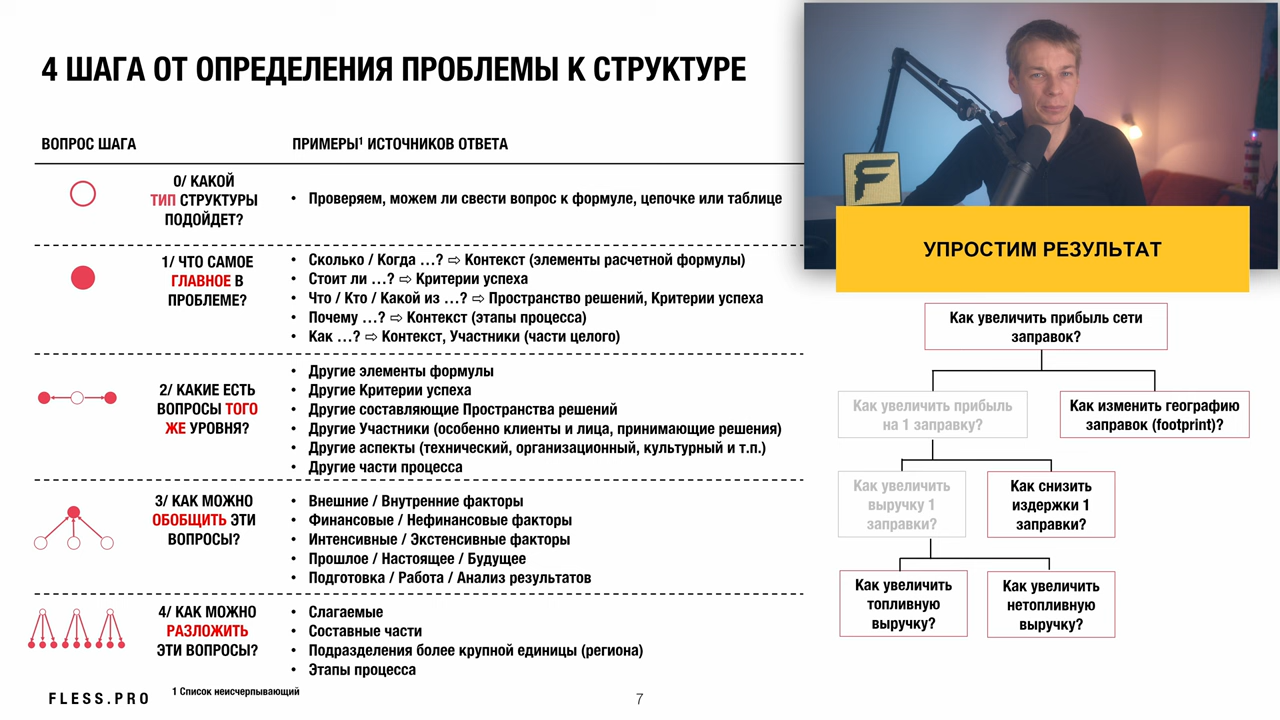 4 ШАГА ОТ ОПРЕДЕЛЕНИЯ ПРОБЛЕМЫ К СТРУКТУРЕ
ВОПРОС ШАГА
ПРИМЕРЫ¹ ИСТОЧНИКОВ ОТВЕТА
0/ КАКОЙ
ТИП СТРУКТУРЫ
ПОДОЙДЕТ?
• Проверяем, можем ли свести вопрос к формуле, цепочке или таблице
1/ ЧТО САМОЕ
ГЛАВНОЕ В
ПРОБЛЕМЕ?
• Сколько / Когда …? ⇨ Контекст (элементы расчетной формулы)
• Стоит ли …? ⇨ Критерии успеха
• Что / Кто / Какой из …? ⇨ Пространство решений, Критерии успеха
• Почему …? ⇨ Контекст (этапы процесса)
• Как …? ⇨ Контекст, Участники (части целого)
2/ КАКИЕ ЕСТЬ
ВОПРОСЫ ТОГО
ЖЕ УРОВНЯ?
• Другие элементы формулы
• Другие Критерии успеха
• Другие составляющие Пространства решений
• Другие Участники (особенно клиенты и лица, принимающие решения)
• Другие аспекты (технический, организационный, культурный и т.п.)
• Другие части процесса
3/ КАК МОЖНО
ОБОБЩИТЬ ЭТИ
ВОПРОСЫ?
• Внешние / Внутренние факторы
• Финансовые / Нефинансовые факторы
• Интенсивные / Экстенсивные факторы
• Прошлое / Настоящее / Будущее
• Подготовка / Работа / Анализ результатов
4/ КАК МОЖНО
РАЗЛОЖИТЬ
ЭТИ ВОПРОСЫ?
• Слагаемые
• Составные части
• Подразделения более крупной единицы (региона)
• Этапы процесса
FLESS.PRO
1 Список неисчерпывающий
7
F
УПРОСТИМ РЕЗУЛЬТАТ
Как увеличить прибыль сети
заправок?
Как увеличить прибыль
на 1 заправку?
Как изменить географию
заправок (footprint)?
Как увеличить
выручку 1
заправки?
Как снизить
издержки 1
заправки?
Как увеличить
топливную
выручку?
Как увеличить
нетопливную
выручку?